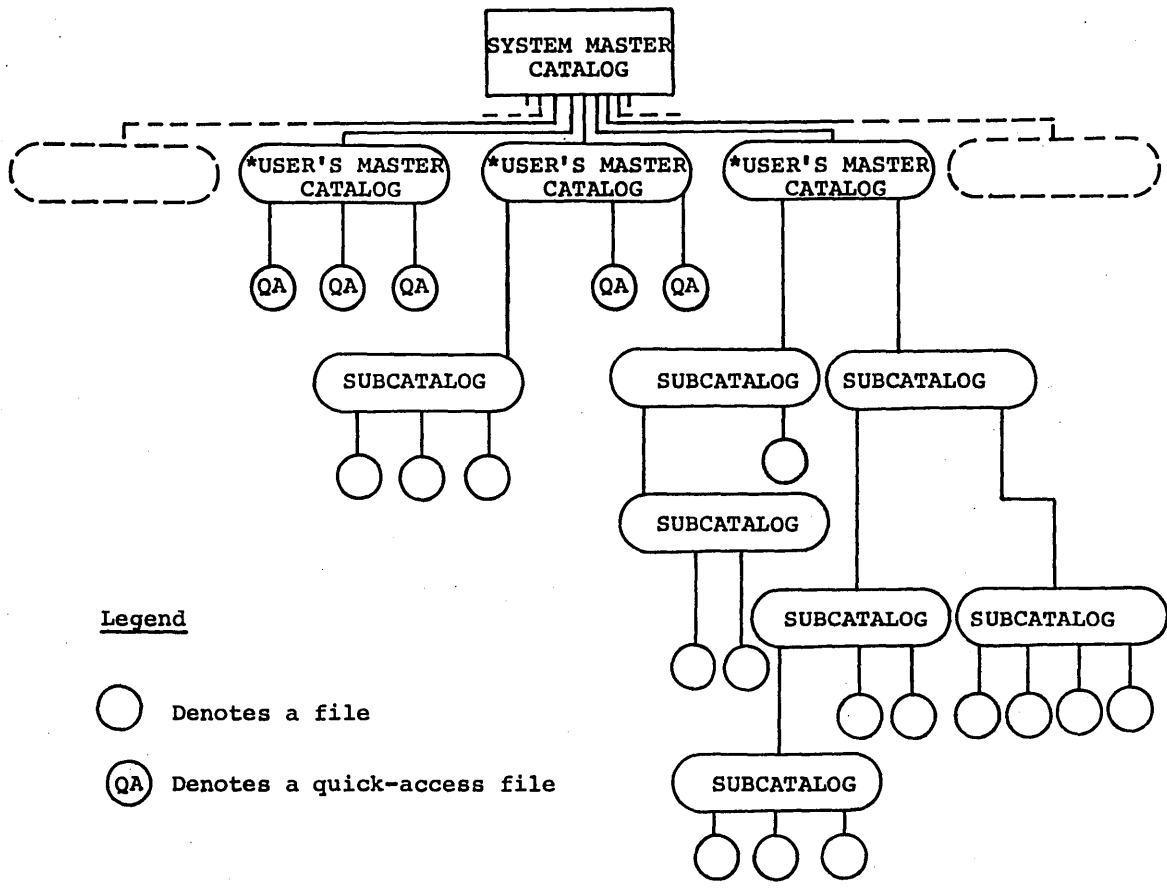 SYSTEM MASTER
CATALOG
*USER'S MASTER
CATALOG
*USER'S MASTER
CATALOG
*USER'S MASTER
CATALOG
QA
QA
QA
QA
QA
SUBCATALOG
SUBCATALOG
SUBCATALOG
SUBCATALOG
SUBCATALOG
SUBCATALOG
Legend
Denotes a file
QA Denotes a quick-access file
SUBCATALOG